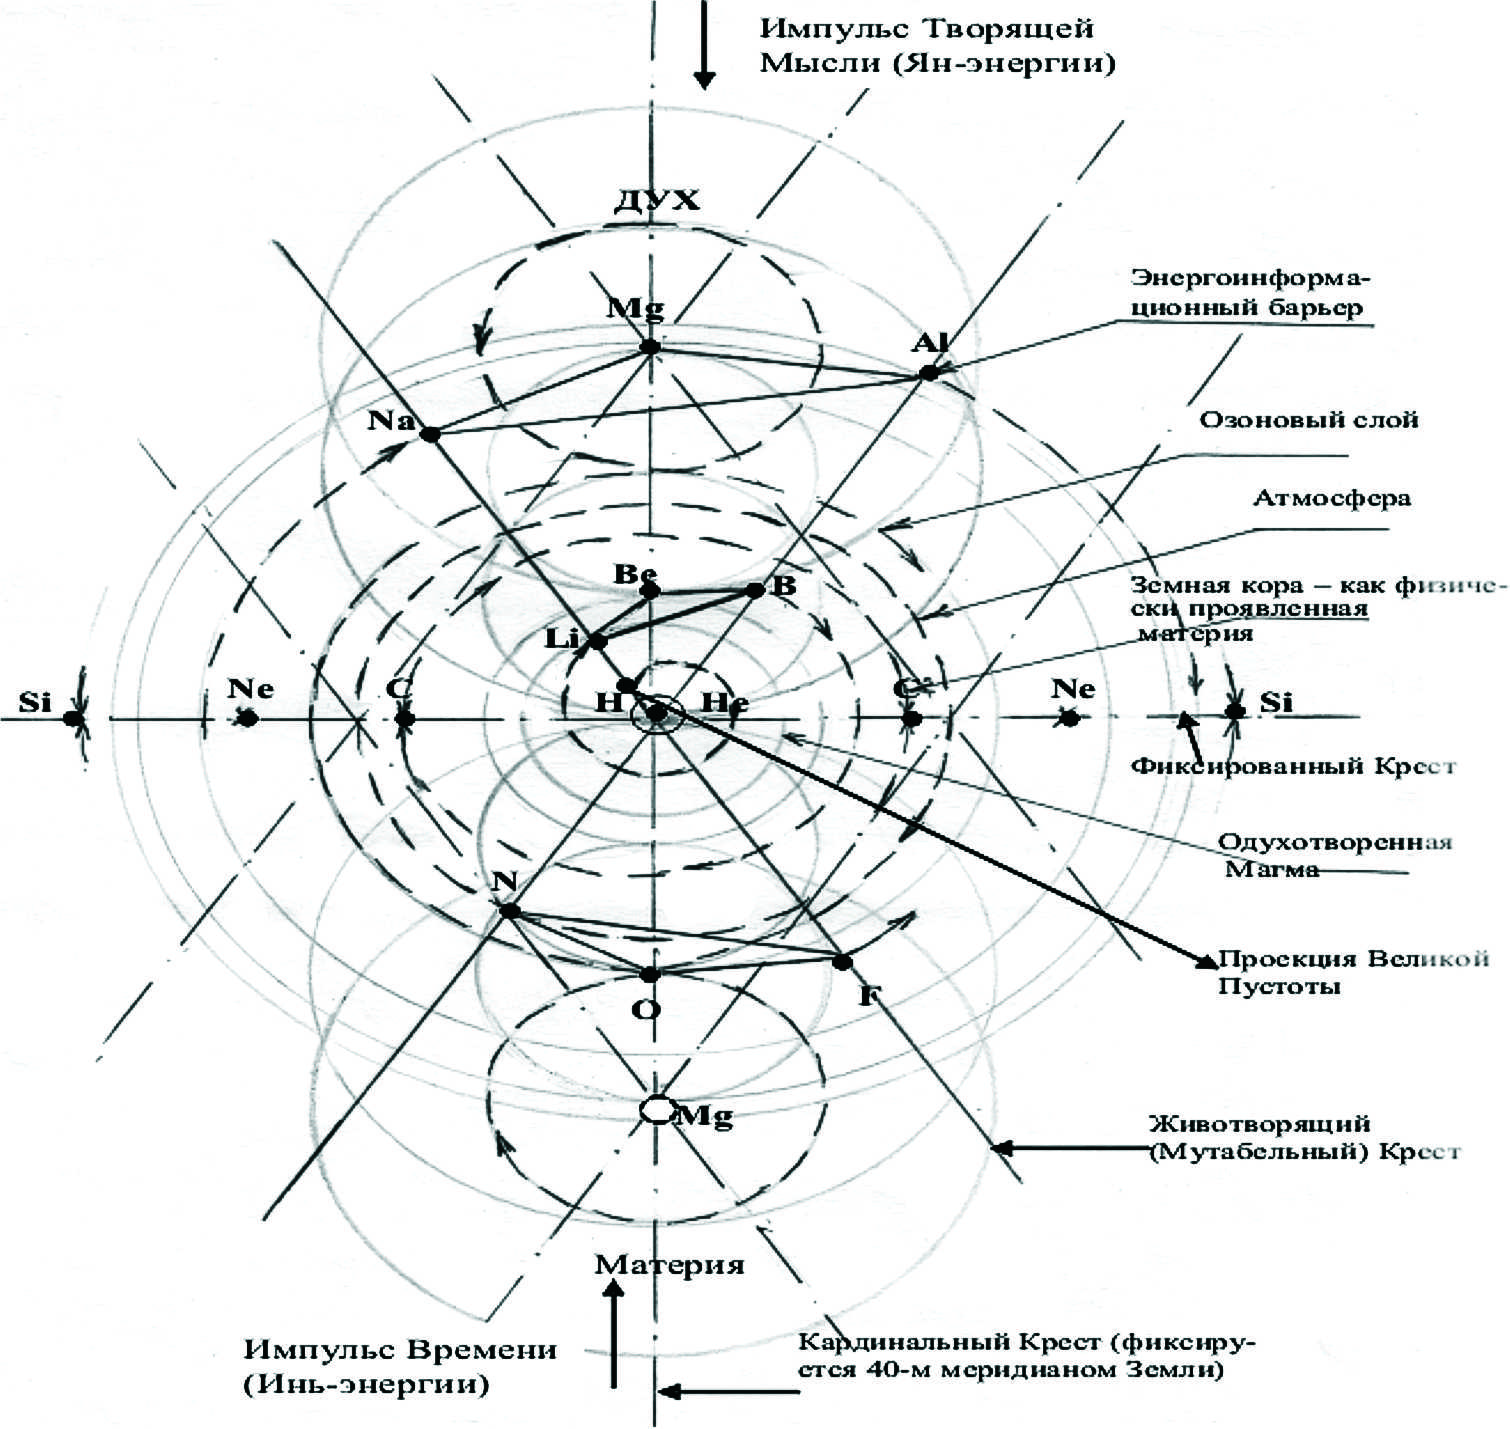 Импульс Творящей
Мысли (Ян-энергии)
ДУХ
Mg
Энергоинформа-
ционный барьер
Al
Na
Озоновый слой
Атмосфера
Be
B
Земная кора – как физиче-
ски проявленная
материя
Li
Si
Ne
C
H
He
C
Ne
Si
Фиксированный Крест
Одухотворенная
Магма
N
Проекция Великой
Пустоты
O
F
Mg
Животворящий
(Мутабельный) Крест
Материя
Импульс Времени
(Инь-энергии)
Кардинальный Крест (фиксиру-
ется 40-м меридианом Земли)